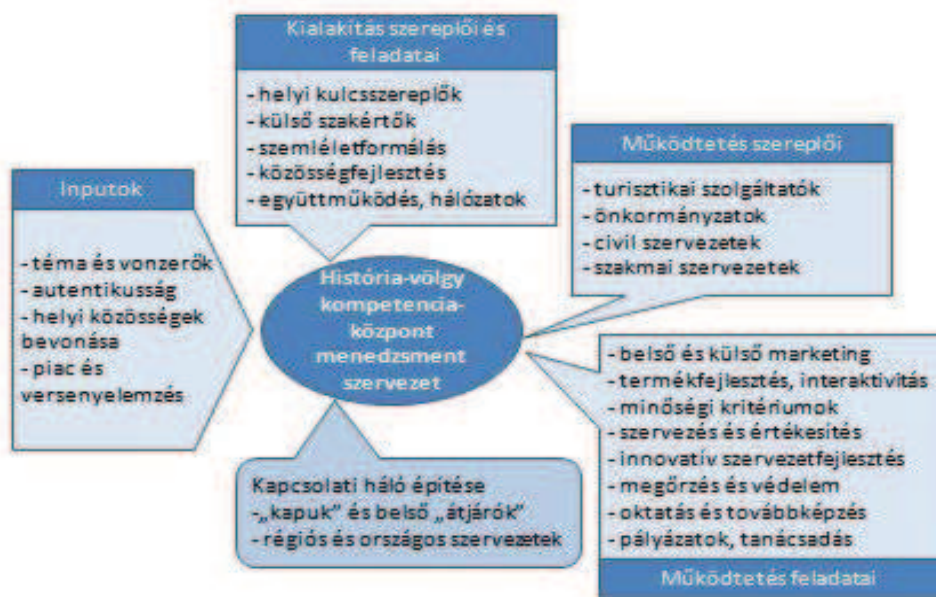 Kialakítás szereplői és
feladatai
- helyi kulcsszereplők
- külső szakértők
- szemléletformálás
- közösségfejlesztés
- együttműködés, hálózatok
Működtetés szereplői
- turisztikai szolgáltatók
- önkormányzatok
- civil szervezetek
- szakmai szervezetek
Inputok
- téma és vonzerők
- autentikusság
- helyi közösségek
bevonása
- piac és
versenyelemzés
História-völgy
kompetencia-
központ
menedzsment
szervezet
- belső és külső marketing
- termékfejlesztés, interaktivitás
- minőségi kritériumok
- szervezés és értékesítés
- innovatív szervezetfejlesztés
- megőrzés és védelem
- oktatás és továbbképzés
- pályázatok, tanácsadás
Működtetés feladatai
Kapcsolati háló építése
-„kapuk” és belső „átjárók”
- régiós és országos szervezetek